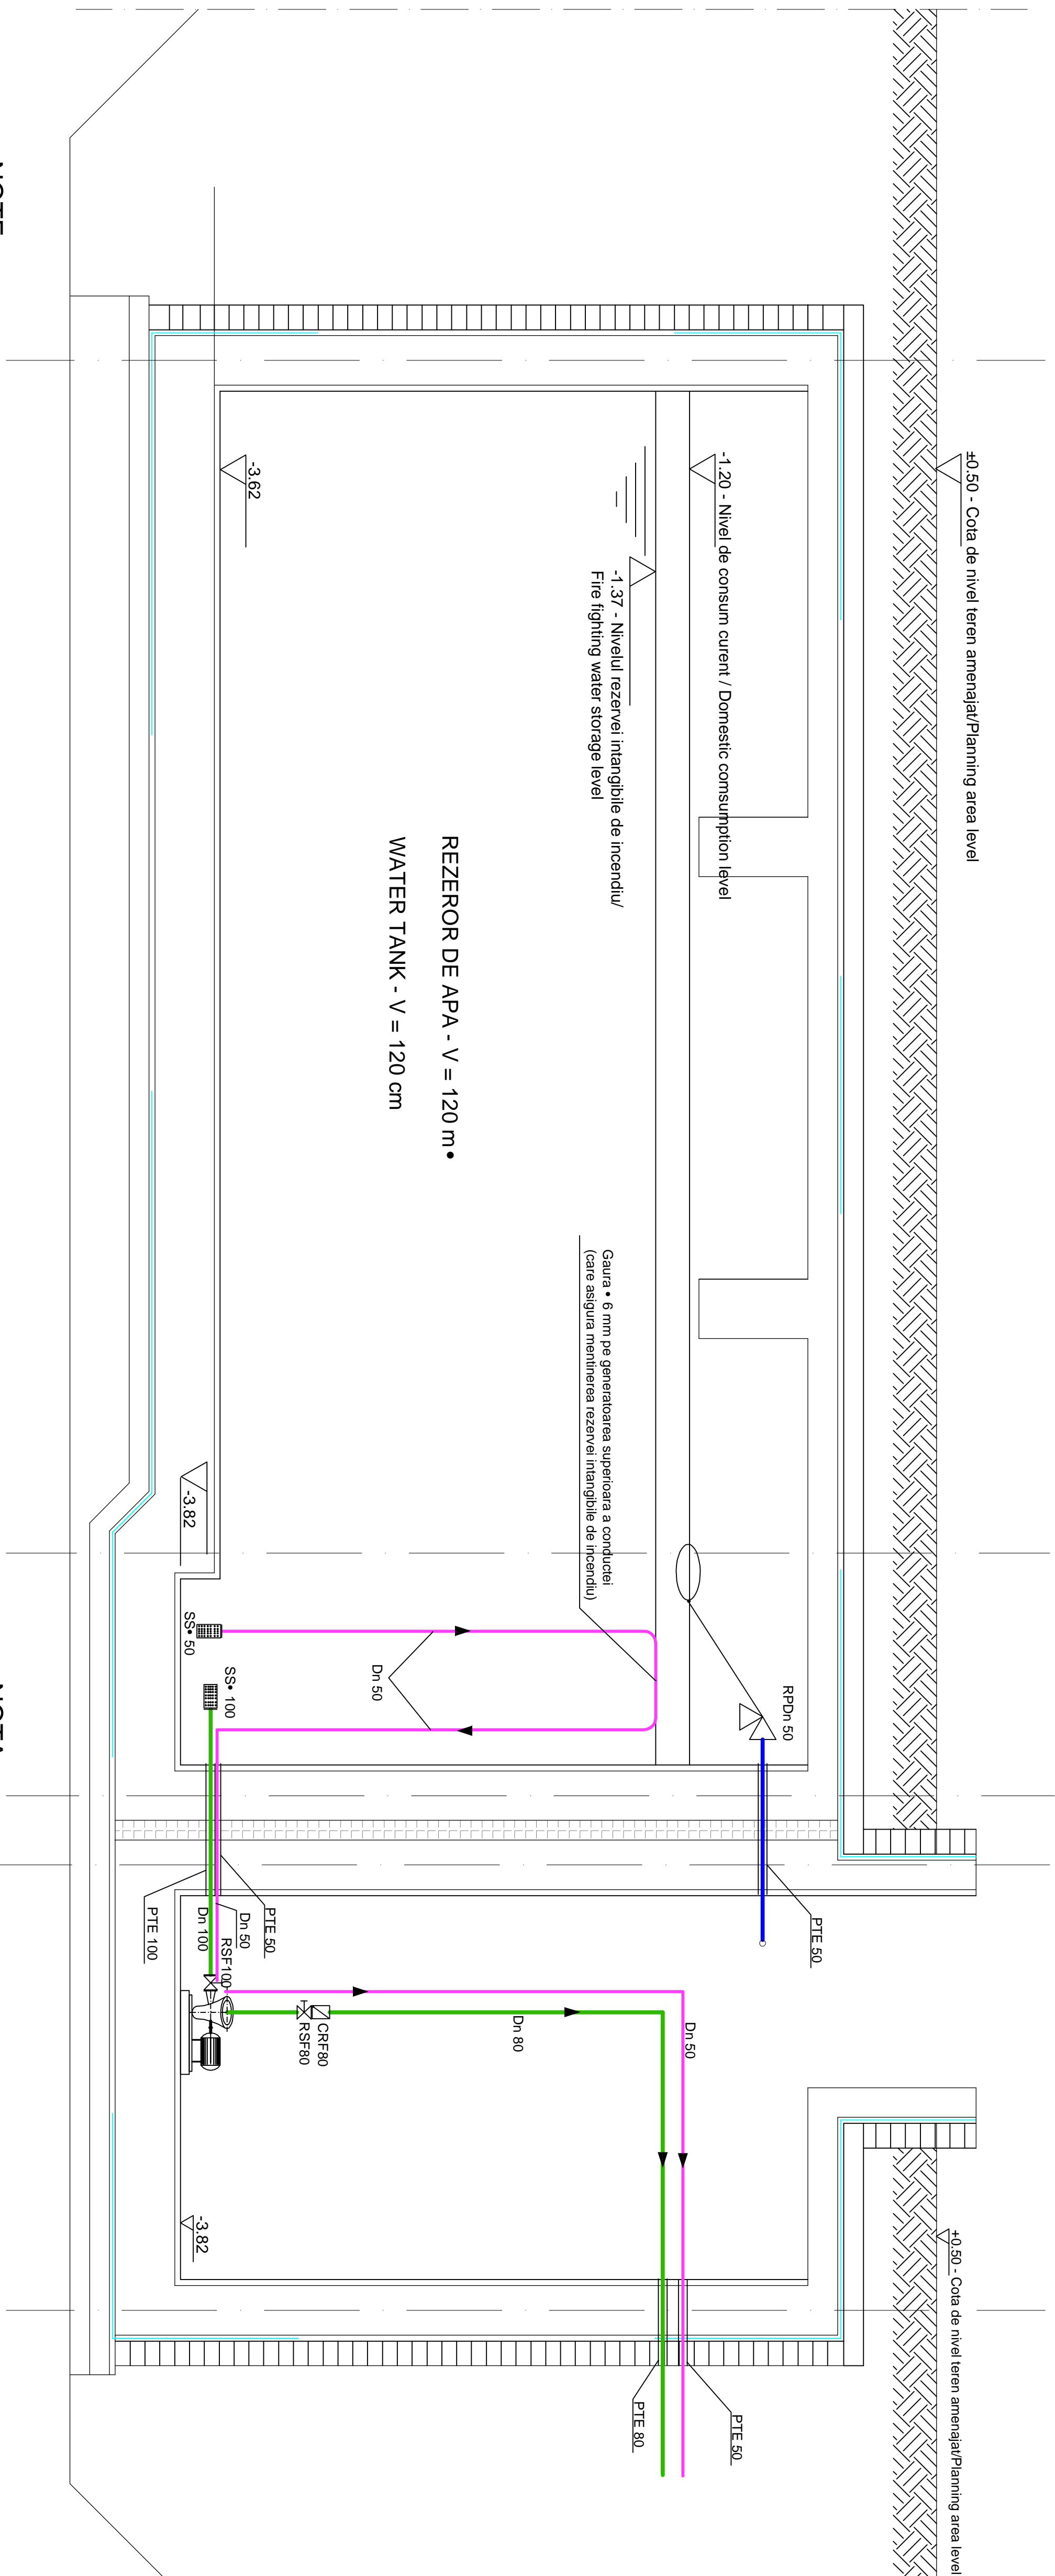 ±0.50 - Cota de nivel teren amenajat/Planning area level
+0.50 - Cota de nivel teren amenajat/Planning area level
-1.20 - Nivel de consum curent / Domestic comsumption level
-1.37 - Nivelul rezervei intangibile de incendiu/
Fire fighting water storage level
-3.62
REZEROR DE APA - V = 120 m•
WATER TANK - V = 120 cm
Gaura • 6 mm pe generatoarea superioara a conductei
(care asigura mentinerea rezervei intangibile de incendiu)
-3.82
SS• 50
SS• 100
Dn 50
RPDn 50
PTE 50
PTE 50
Dn 50
RSF100
Dn 100
PTE 100
CRF80
RSF80
Dn 80
Dn 50
-3.82
PTE 50
PTE 80
NOTE
NOTA